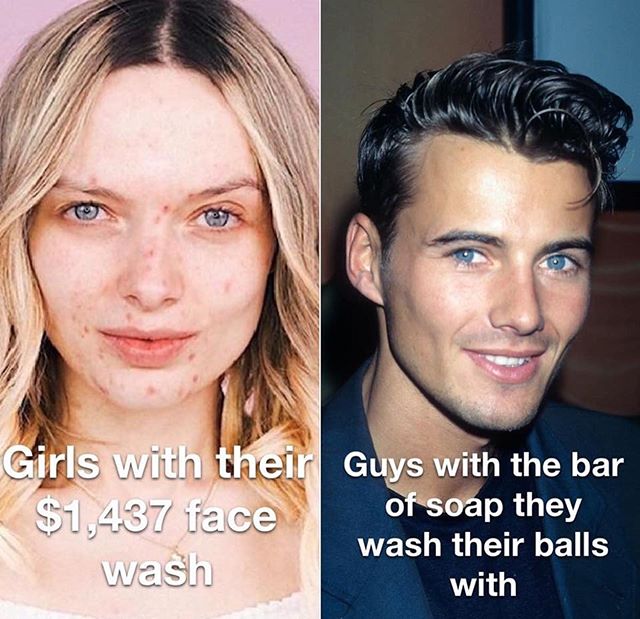 Girls with their
$1,437 face
wash
Guys with the bar
of soap they
wash their balls
with